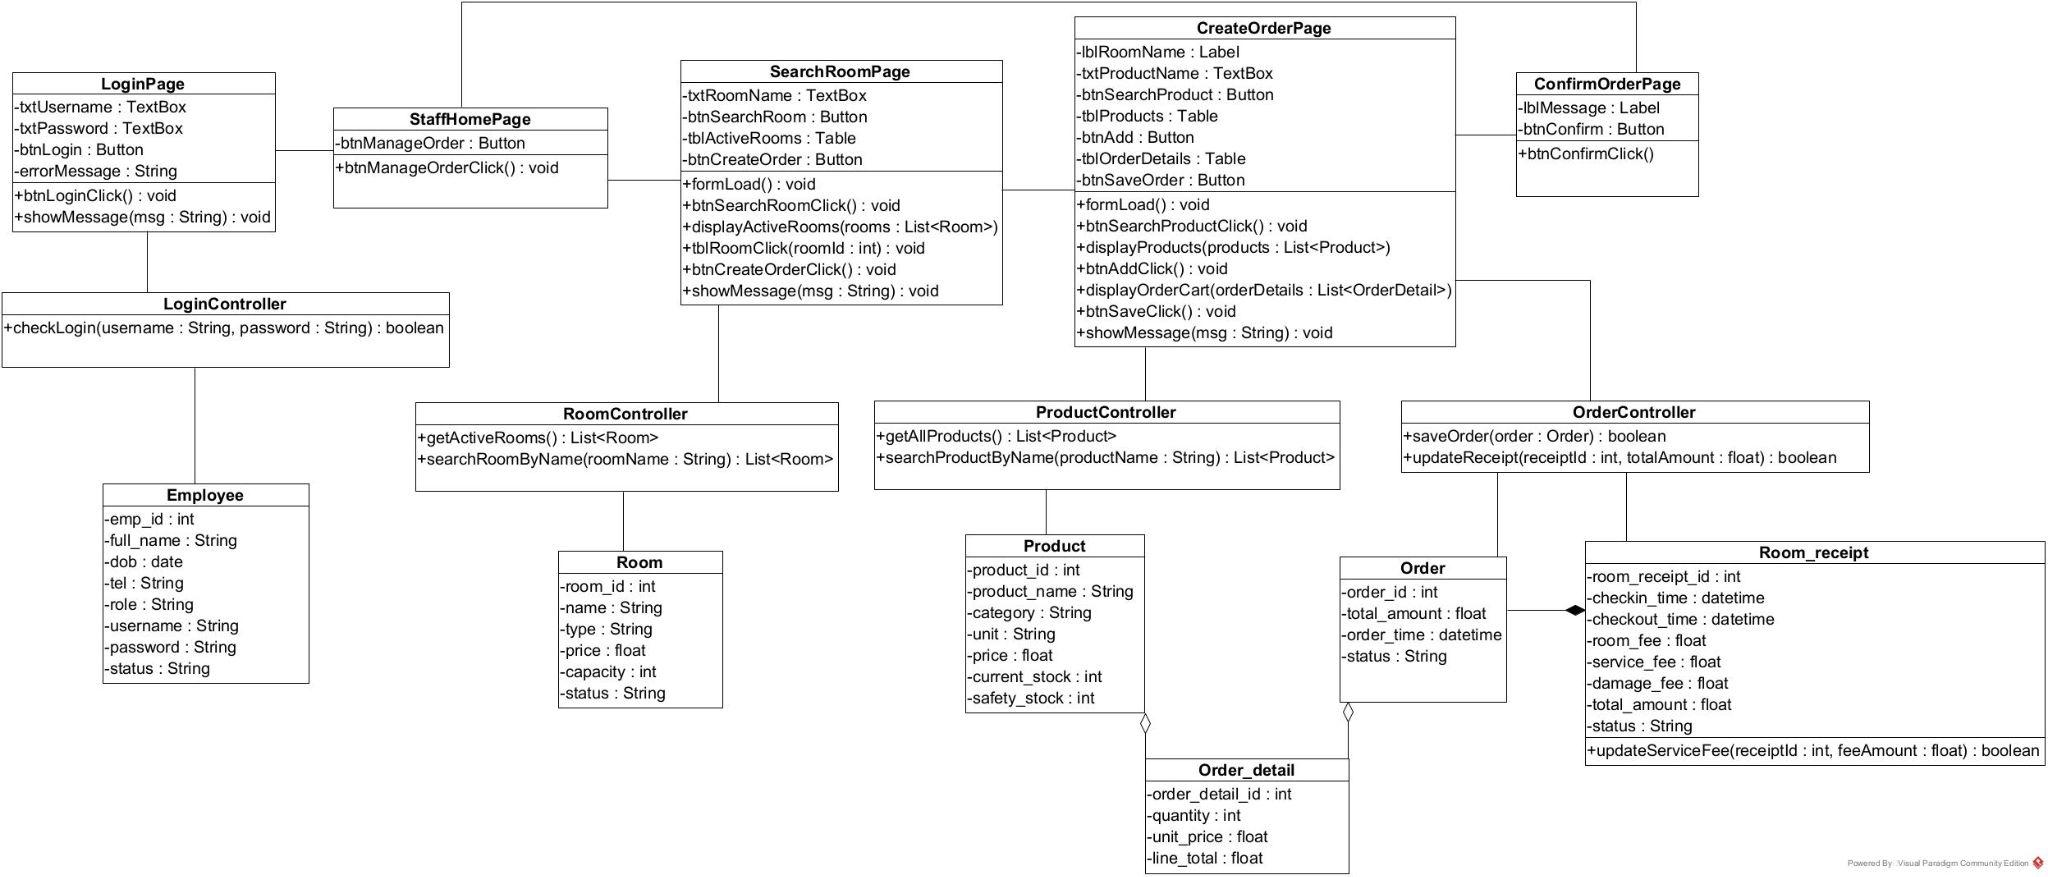 LoginPage
-txtUsername : TextBox
-txtPassword : TextBox
-btnLogin : Button
-errorMessage : String
+btnLoginClick() : void
+showMessage(msg : String) : void
StaffHomePage
-btnManageOrder : Button
+btnManageOrderClick() : void
SearchRoomPage
-txtRoomName : TextBox
-btnSearchRoom : Button
-tblActiveRooms : Table
-btnCreateOrder : Button
+formLoad() : void
+btnSearchRoomClick() : void
+displayActiveRooms(rooms : List<Room>)
+tblRoomClick(roomId : int) : void
+btnCreateOrderClick() : void
+showMessage(msg : String) : void
CreateOrderPage
-lblRoomName : Label
-txtProductName : TextBox
-btnSearchProduct : Button
-tblProducts : Table
-btnAdd : Button
-tblOrderDetails : Table
-btnSaveOrder : Button
+formLoad() : void
+btnSearchProductClick() : void
+displayProducts(products : List<Product>)
+btnAddClick() : void
+displayOrderCart(orderDetails : List<OrderDetail>)
+btnSaveClick() : void
+showMessage(msg : String) : void
ConfirmOrderPage
-lblMessage : Label
-btnConfirm : Button
+btnConfirmClick()
LoginController
+checkLogin(username : String, password : String) : boolean
RoomController
+getActiveRooms() : List<Room>
+searchRoomByName(roomName : String) : List<Room>
ProductController
+getAllProducts() : List<Product>
+searchProductByName(productName : String) : List<Product>
OrderController
+saveOrder(order : Order) : boolean
+updateReceipt(receiptId : int, totalAmount : float) : boolean
Employee
-emp_id : int
-full_name : String
-dob : date
-tel : String
-role : String
-username : String
-password : String
-status : String
Room
-room_id : int
-name : String
-type : String
-price : float
-capacity : int
-status : String
Product
-product_id : int
-product_name : String
-category : String
-unit : String
-price : float
-current_stock : int
-safety_stock : int
Order
-order_id : int
-total_amount : float
-order_time : datetime
-status : String
Room_receipt
-room_receipt_id : int
-checkin_time : datetime
-checkout_time : datetime
-room_fee : float
-service_fee : float
-damage_fee : float
-total_amount : float
-status : String
+updateServiceFee(receiptId : int, feeAmount : float) : boolean
Order_detail
-order_detail_id : int
-quantity : int
-unit_price : float
-line_total : float
Powered By Visual Paradigm Community Edition